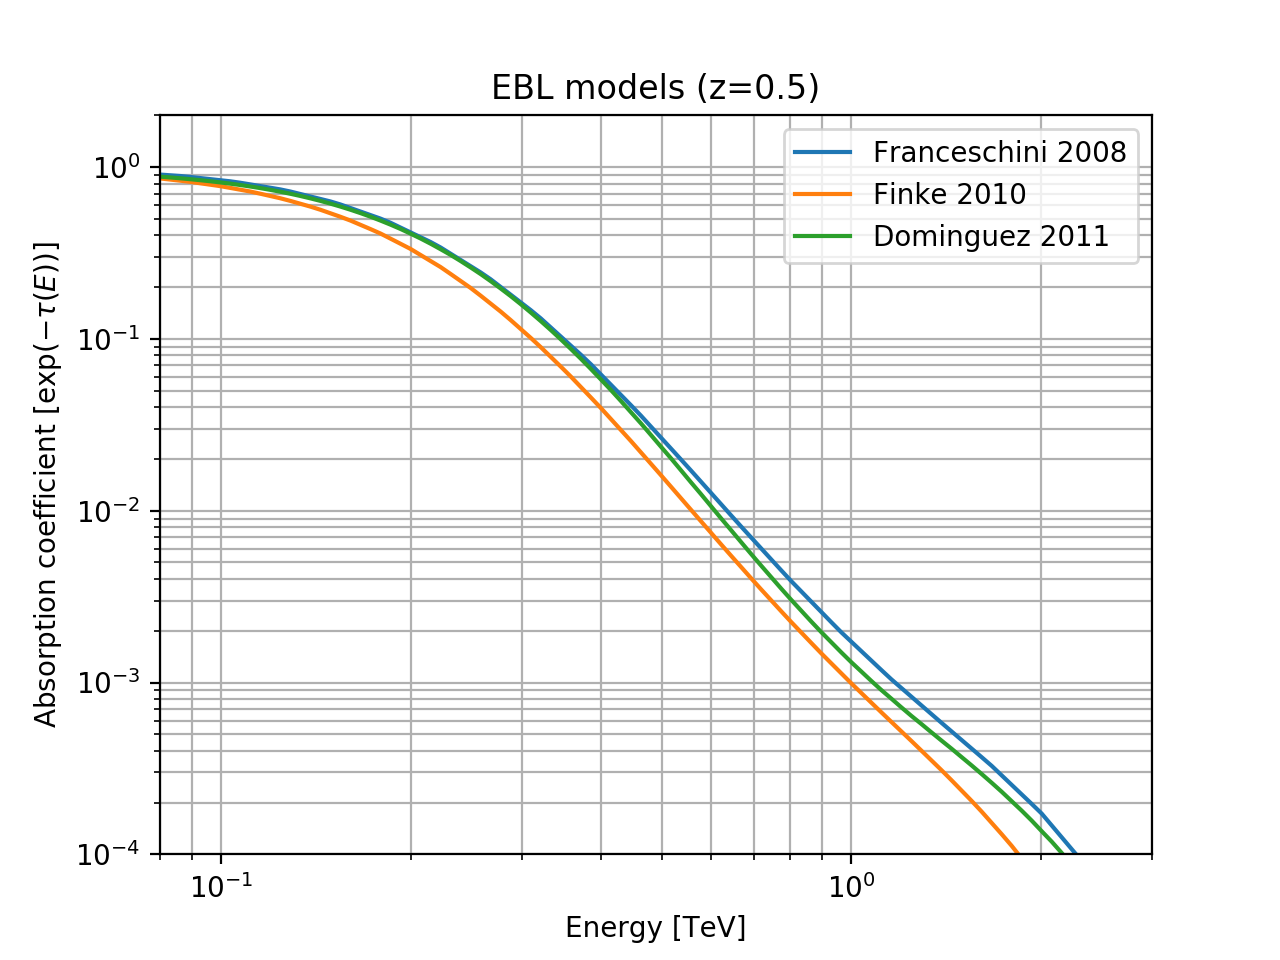 EBL models (z=0.5)
Franceschini 2008
Finke 2010
Dominguez 2011
Absorption coefficient [exp(−τ(E))]
10⁰
10⁻¹
10⁻²
10⁻³
10⁻⁴
10⁻¹ 10⁰
Energy [TeV]